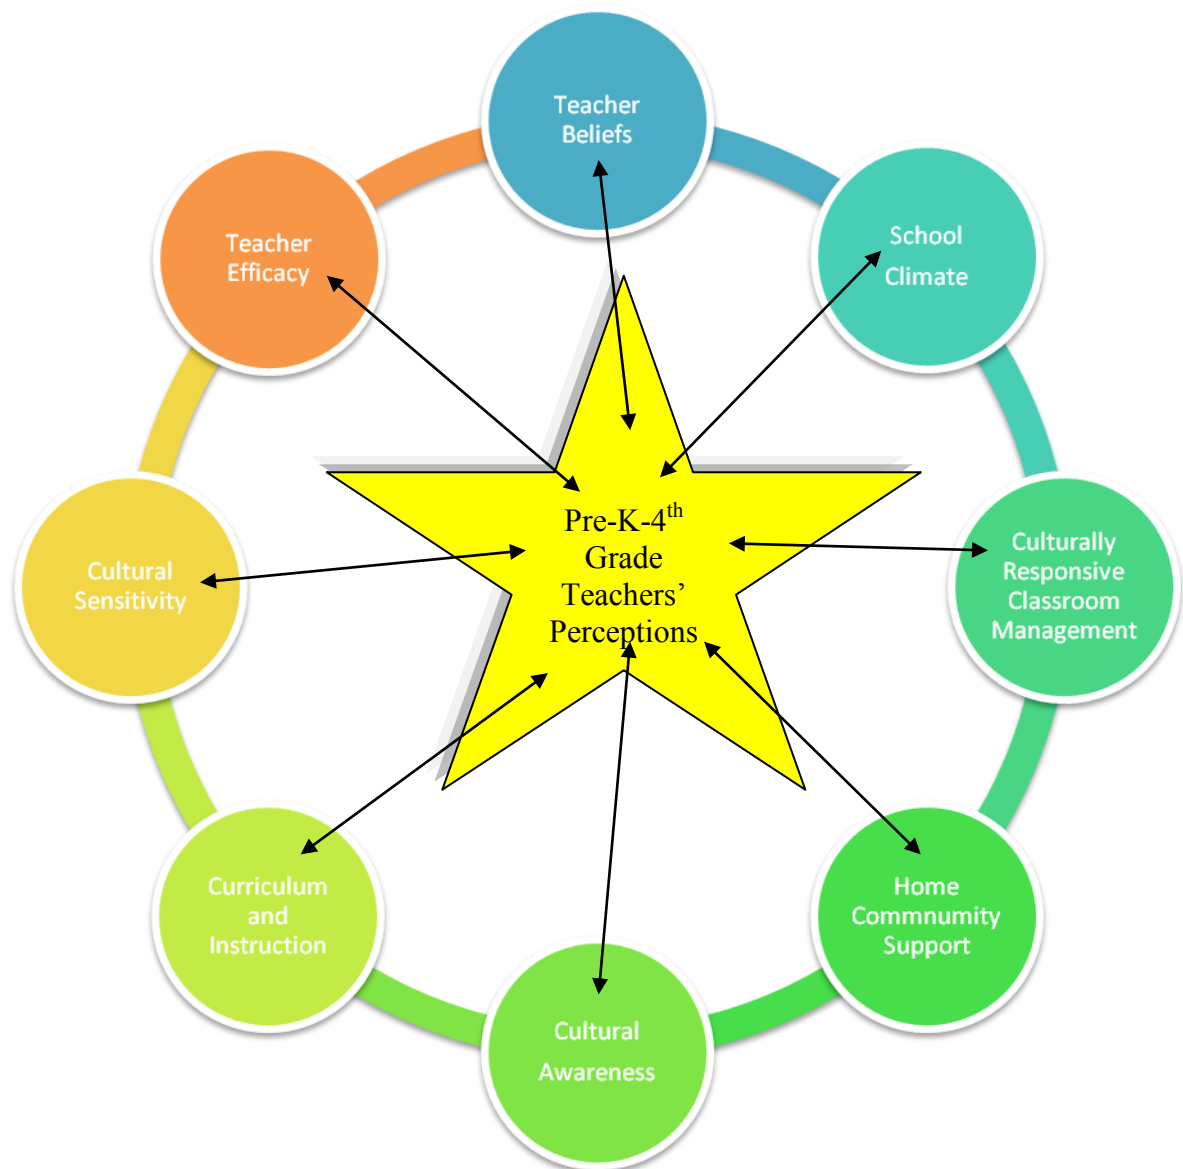 Teacher
Beliefs
School
Climate
Culturally
Responsive
Classroom
Management
Home
Commnumity
Support
Cultural
Awareness
Curriculum
and
Instruction
Cultural
Sensitivity
Teacher
Efficacy
Pre-K-4th
Grade
Teachers’
Perceptions